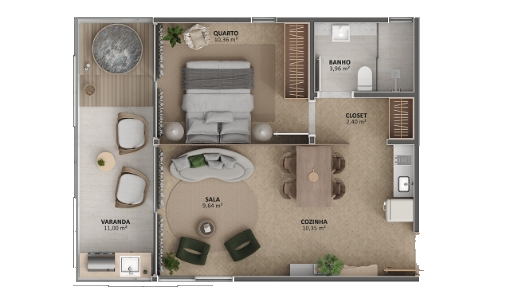 QUARTO
10,36 m²
BANHO
3,96 m²
CLOSET
2,40 m²
SALA
9,64 m²
COZINHA
10,35 m²
VARANDA
11,00 m²